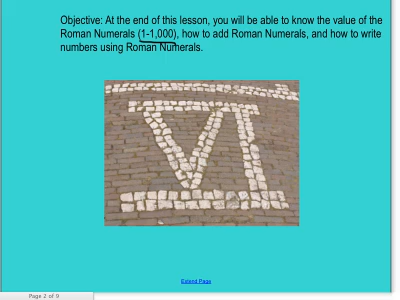 Objective: At the end of this lesson, you will be able to know the value of the
Roman Numerals (1-1,000), how to add Roman Numerals, and how to write
numbers using Roman Numerals.
VI
Extend Page
Page 2 of 9